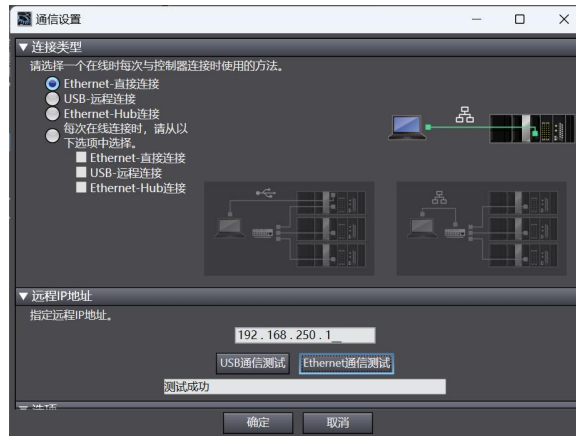 通信设置
▼连接类型
请选择一个在线时每次与控制器连接时使用的方法。
Ethernet-直接连接
USB-远程连接
Ethernet-Hub连接
每次在线连接时，请从以
下选项中选择。
Ethernet-直接连接
USB-远程连接
Ethernet-Hub连接
▼远程IP地址
指定远程IP地址。
192.168.250.1_
USB通信测试 Ethernet通信测试
测试成功
▼选项
确定 取消